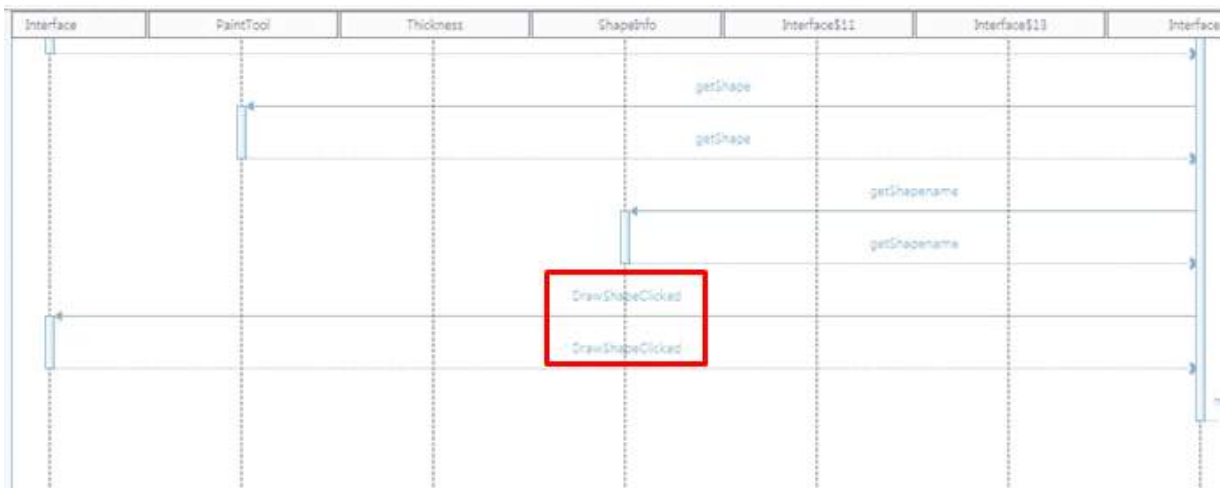 Interface PaintTool Thickness ShapeInfo Interface$11 Interface$13 Interface
getShape
getShape
getShapename
getShapename
DrawShapeClicked
DrawShapeClicked